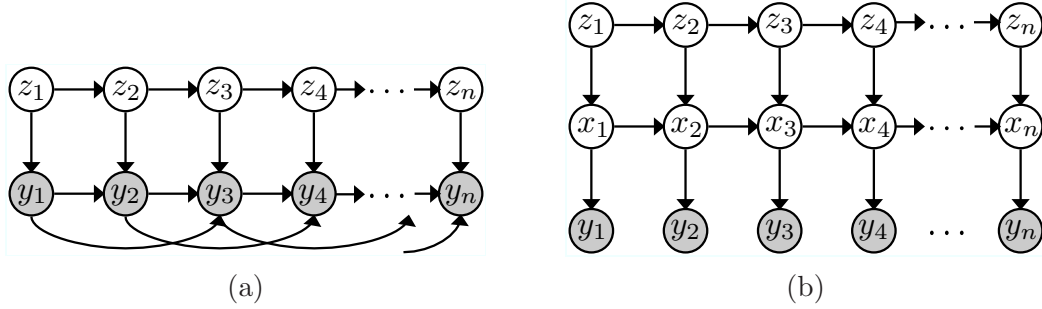 z1 z2 z3 z4 ... zn
y1 y2 y3 y4 ... yn
(a)
z1 z2 z3 z4 ... zn
x1 x2 x3 x4 ... xn
y1 y2 y3 y4 ... yn
(b)